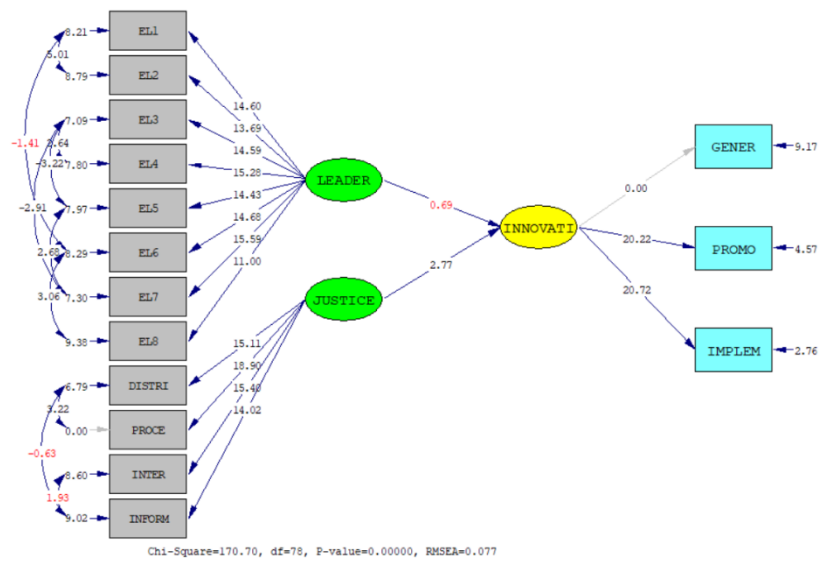 8.21 EL1
5.01
8.79 EL2
14.60
13.69
7.09 EL3
14.59
GENER 9.17
-1.41
2.64
-3.22
7.80 EL4
15.28
LEADER
0.00
14.43
-2.91
7.97 EL5
0.69
14.68
INNOVATI
15.59
20.22
PROMO 4.57
8.29 EL6
11.00
2.77
3.06
7.30 EL7
20.72
JUSTICE
9.38 EL8
15.11
IMPLEM 2.76
18.90
6.79 DISTRI
15.40
3.22
14.02
0.00 PROCE
-0.63
8.60 INTER
1.93
9.02 INFORM
Chi-Square=170.70, df=78, P-value=0.00000, RMSEA=0.077